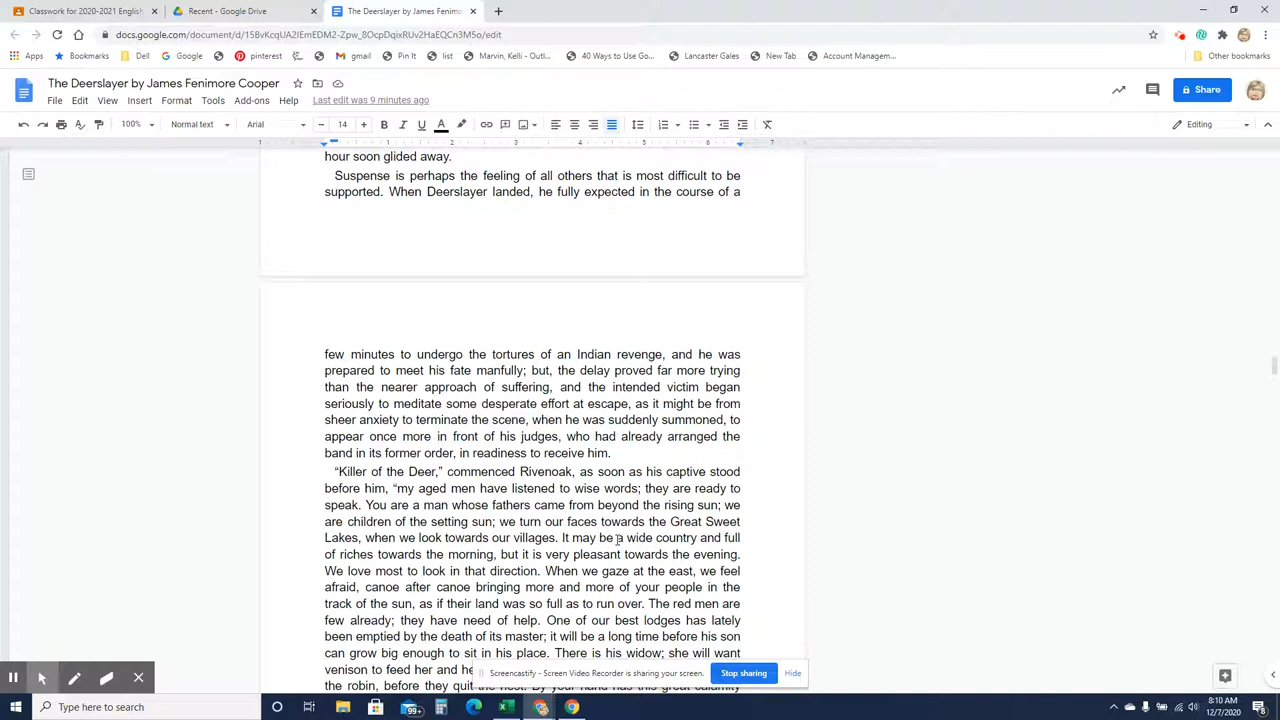 Classwork for 2020-2021 Englis
Recent - Google Drive
The Deerslayer by James Fenimo
docs.google.com/document/d/15BvKcqUA2IEmEDM2-Zpw_8OcpDqixRUv2HaEQCn3M5o/edit
Apps Bookmarks Dell Google pinterest list gmail Pin It Marvin, Kelli - Outl... 40 Ways to Use Go... Lancaster Gales New Tab Account Managem... Other bookmarks
The Deerslayer by James Fenimore Cooper
Share
File Edit View Insert Format Tools Add-ons Help Last edit was 9 minutes ago
100% Normal text Arial 14 B I U A Editing
1 1 2 3 4 5 6 7
hour soon glided away.
Suspense is perhaps the feeling of all others that is most difficult to be
supported. When Deerslayer landed, he fully expected in the course of a
few minutes to undergo the tortures of an Indian revenge, and he was
prepared to meet his fate manfully; but, the delay proved far more trying
than the nearer approach of suffering, and the intended victim began
seriously to meditate some desperate effort at escape, as it might be from
sheer anxiety to terminate the scene, when he was suddenly summoned, to
appear once more in front of his judges, who had already arranged the
band in its former order, in readiness to receive him.
“Killer of the Deer,” commenced Rivenoak, as soon as his captive stood
before him, “my aged men have listened to wise words; they are ready to
speak. You are a man whose fathers came from beyond the rising sun; we
are children of the setting sun; we turn our faces towards the Great Sweet
Lakes, when we look towards our villages. It may be a wide country and full
of riches towards the morning, but it is very pleasant towards the evening.
We love most to look in that direction. When we gaze at the east, we feel
afraid, canoe after canoe bringing more and more of your people in the
track of the sun, as if their land was so full as to run over. The red men are
few already; they have need of help. One of our best lodges has lately
been emptied by the death of its master; it will be a long time before his son
can grow big enough to sit in his place. There is his widow; she will want
venison to feed her and he
the robin, before they quit the nest. By your hand has this great calamity
Screencastify - Screen Video Recorder is sharing your screen. Stop sharing Hide
Type here to search
99+
8:10 AM
12/7/2020
8